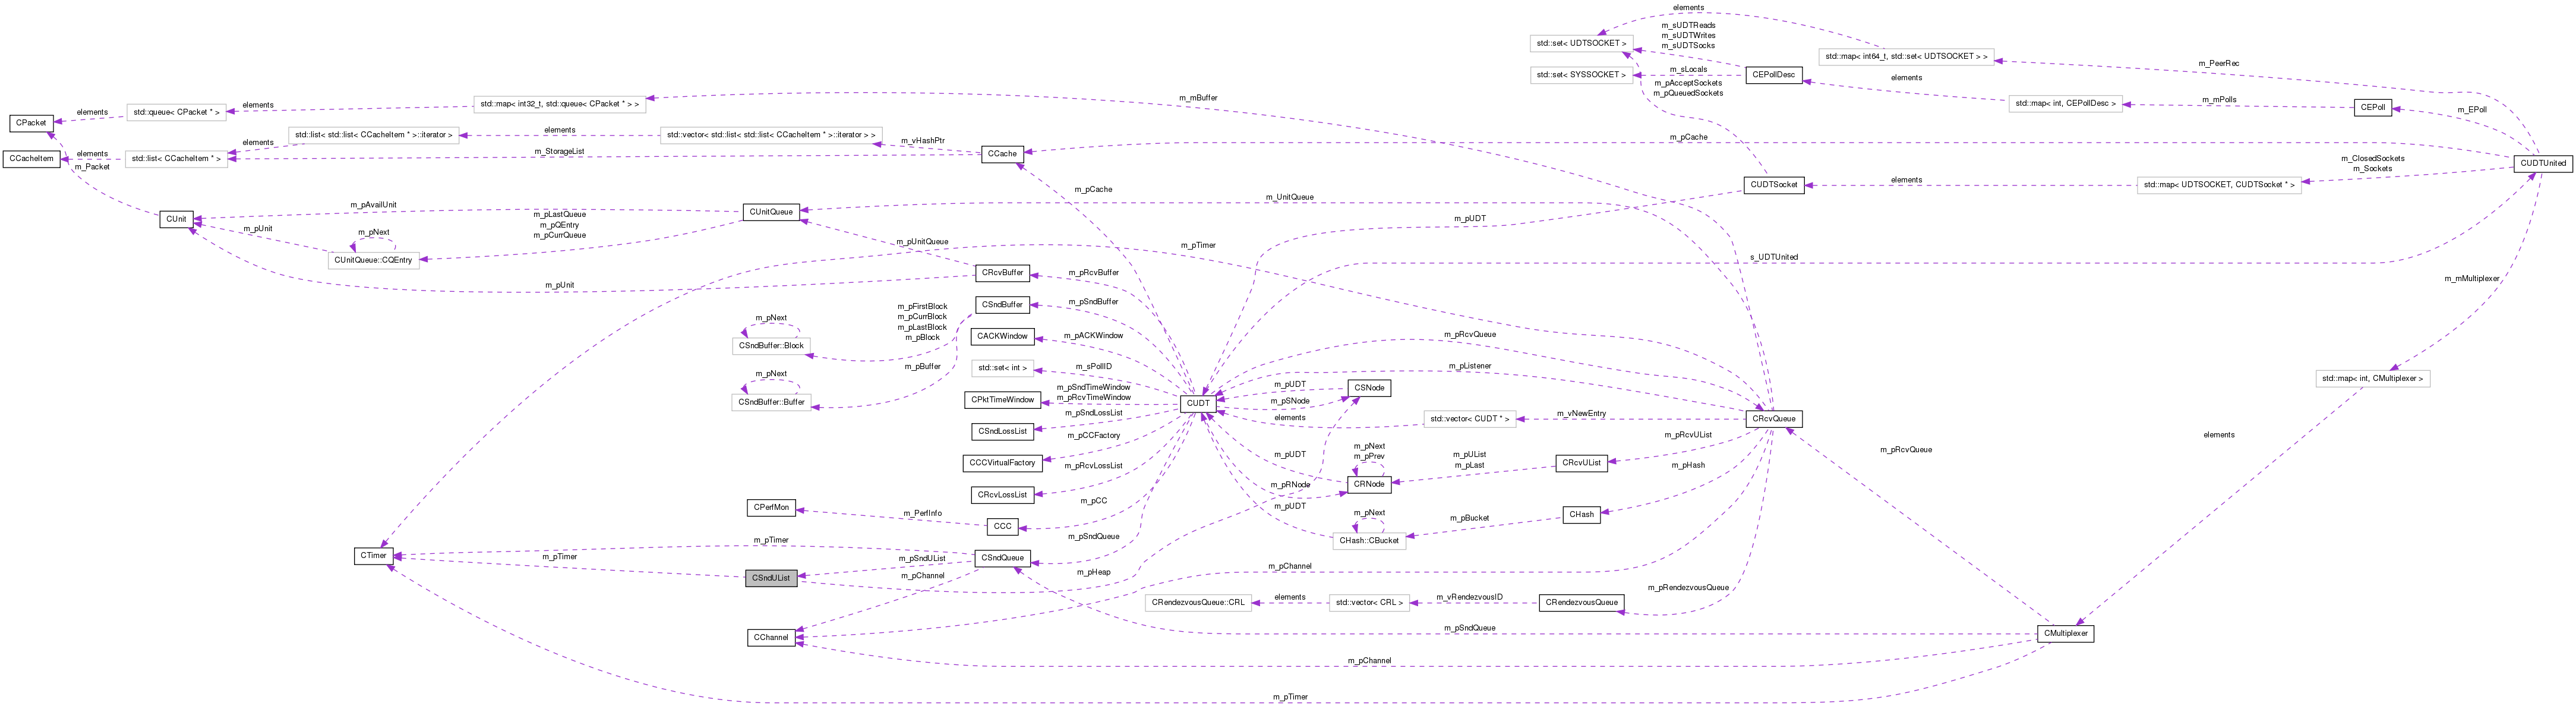 elements
m_sUDTReads
m_sUDTWrites
m_sUDTSocks
std::set< UDTSOCKET >
std::map< int64_t, std::set< UDTSOCKET > >
m_PeerRec
m_sLocals
std::set< SYSSOCKET >
CEPollDesc
elements
m_pAcceptSockets
m_pQueuedSockets
std::map< int, CEPollDesc >
m_mPolls
CEPoll
m_EPoll
m_mBuffer
std::map< int32_t, std::queue< CPacket * > >
elements
std::queue< CPacket * >
elements
CPacket
std::list< std::list< CCacheItem * >::iterator >
elements
std::vector< std::list< std::list< CCacheItem * >::iterator > >
m_vHashPtr
m_pCache
elements
m_StorageList
CCache
CCacheItem
elements
std::list< CCacheItem * >
m_Packet
CUDTUnited
m_ClosedSockets
m_Sockets
std::map< UDTSOCKET, CUDTSocket * >
elements
CUDTSocket
m_pCache
m_UnitQueue
m_pAvailUnit
CUnitQueue
m_pLastQueue
m_pQEntry
m_pCurrQueue
CUnit
m_pUDT
m_pUnit
m_pNext
m_pUnitQueue
m_pTimer
CUnitQueue::CQEntry
s_UDTUnited
CRcvBuffer
m_pRcvBuffer
m_mMultiplexer
m_pUnit
CSndBuffer
m_pSndBuffer
m_pFirstBlock
m_pCurrBlock
m_pLastBlock
m_pBlock
m_pNext
CSndBuffer::Block
CACKWindow
m_pACKWindow
m_pRcvQueue
m_pBuffer
std::set< int >
m_sPollID
m_pListener
m_pNext
CSndBuffer::Buffer
std::map< int, CMultiplexer >
m_pUDT
CSNode
m_pSndTimeWindow
m_pRcvTimeWindow
CPktTimeWindow
CUDT
m_pSNode
m_pSndLossList
elements
std::vector< CUDT * >
m_vNewEntry
CRcvQueue
CSndLossList
m_pCCFactory
m_pRcvUList
elements
CCCVirtualFactory
m_pNext
m_pPrev
m_pUList
m_pLast
m_pUDT
CRcvUList
m_pRcvLossList
m_pHash
m_pRcvQueue
CRNode
m_pRNode
CRcvLossList
m_pCC
CPerfMon
m_PerfInfo
CCC
m_pUDT
m_pNext
m_pBucket
CHash
m_pSndQueue
CHash::CBucket
m_pTimer
CTimer
m_pTimer
CSndQueue
m_pSndUList
CSndUList
m_pChannel
m_pHeap
m_pChannel
m_pRendezvousQueue
CRendezvousQueue::CRL
elements
std::vector< CRL >
m_vRendezvousID
CRendezvousQueue
m_pSndQueue
CChannel
CMultiplexer
m_pChannel
m_pTimer